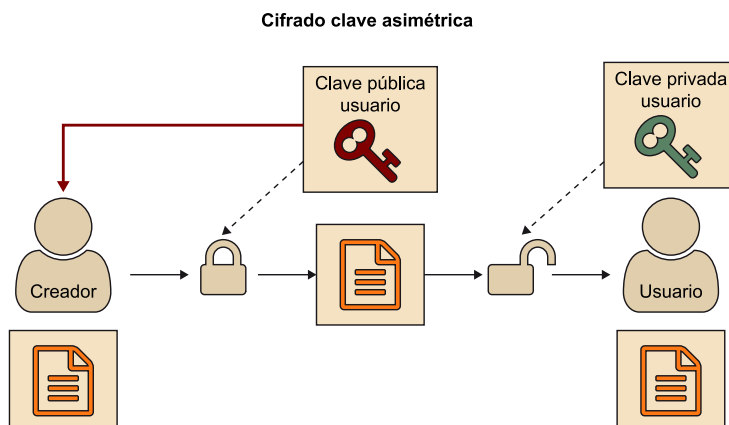 Cifrado clave asimétrica
Clave pública
usuario
Clave privada
usuario
Creador
Usuario